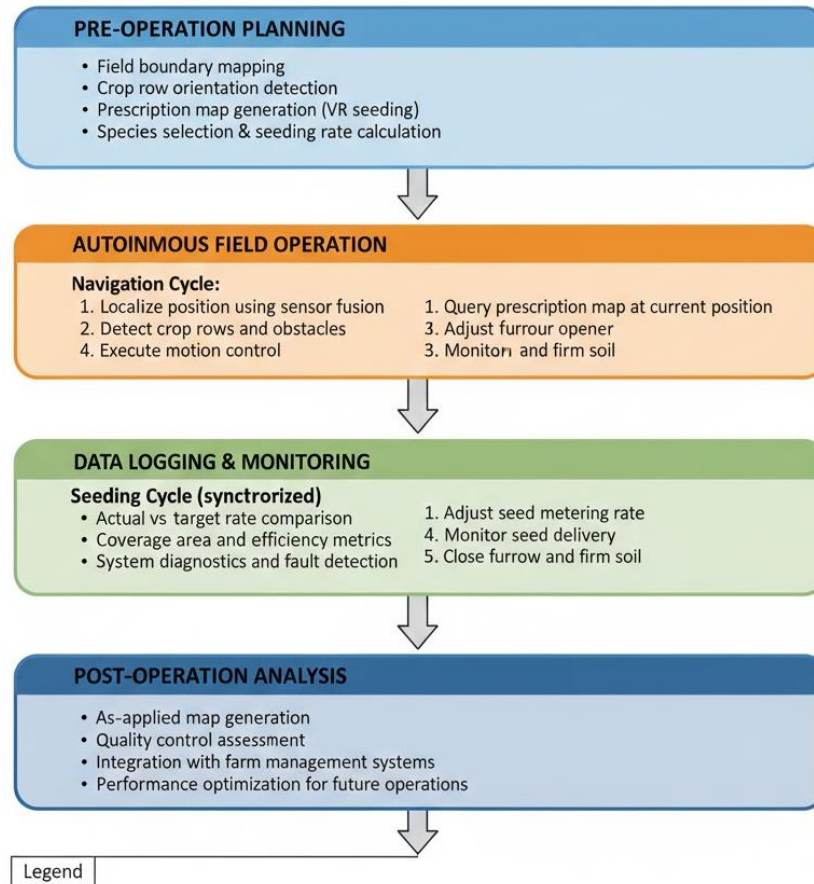 PRE-OPERATION PLANNING
• Field boundary mapping
• Crop row orientation detection
• Prescription map generation (VR seeding)
• Species selection & seeding rate calculation
AUTOINMOUS FIELD OPERATION
Navigation Cycle:
1. Localize position using sensor fusion
2. Detect crop rows and obstacles
4. Execute motion control
1. Query prescription map at current position
3. Adjust furrour opener
3. Monitorı and firm soil
DATA LOGGING & MONITORING
Seeding Cycle (synctrorized)
• Actual vs target rate comparison
• Coverage area and efficiency metrics
• System diagnostics and fault detection
1. Adjust seed metering rate
4. Monitor seed delivery
5. Close furrow and firm soil
POST-OPERATION ANALYSIS
• As-applied map generation
• Quality control assessment
• Integration with farm management systems
• Performance optimization for future operations
Legend